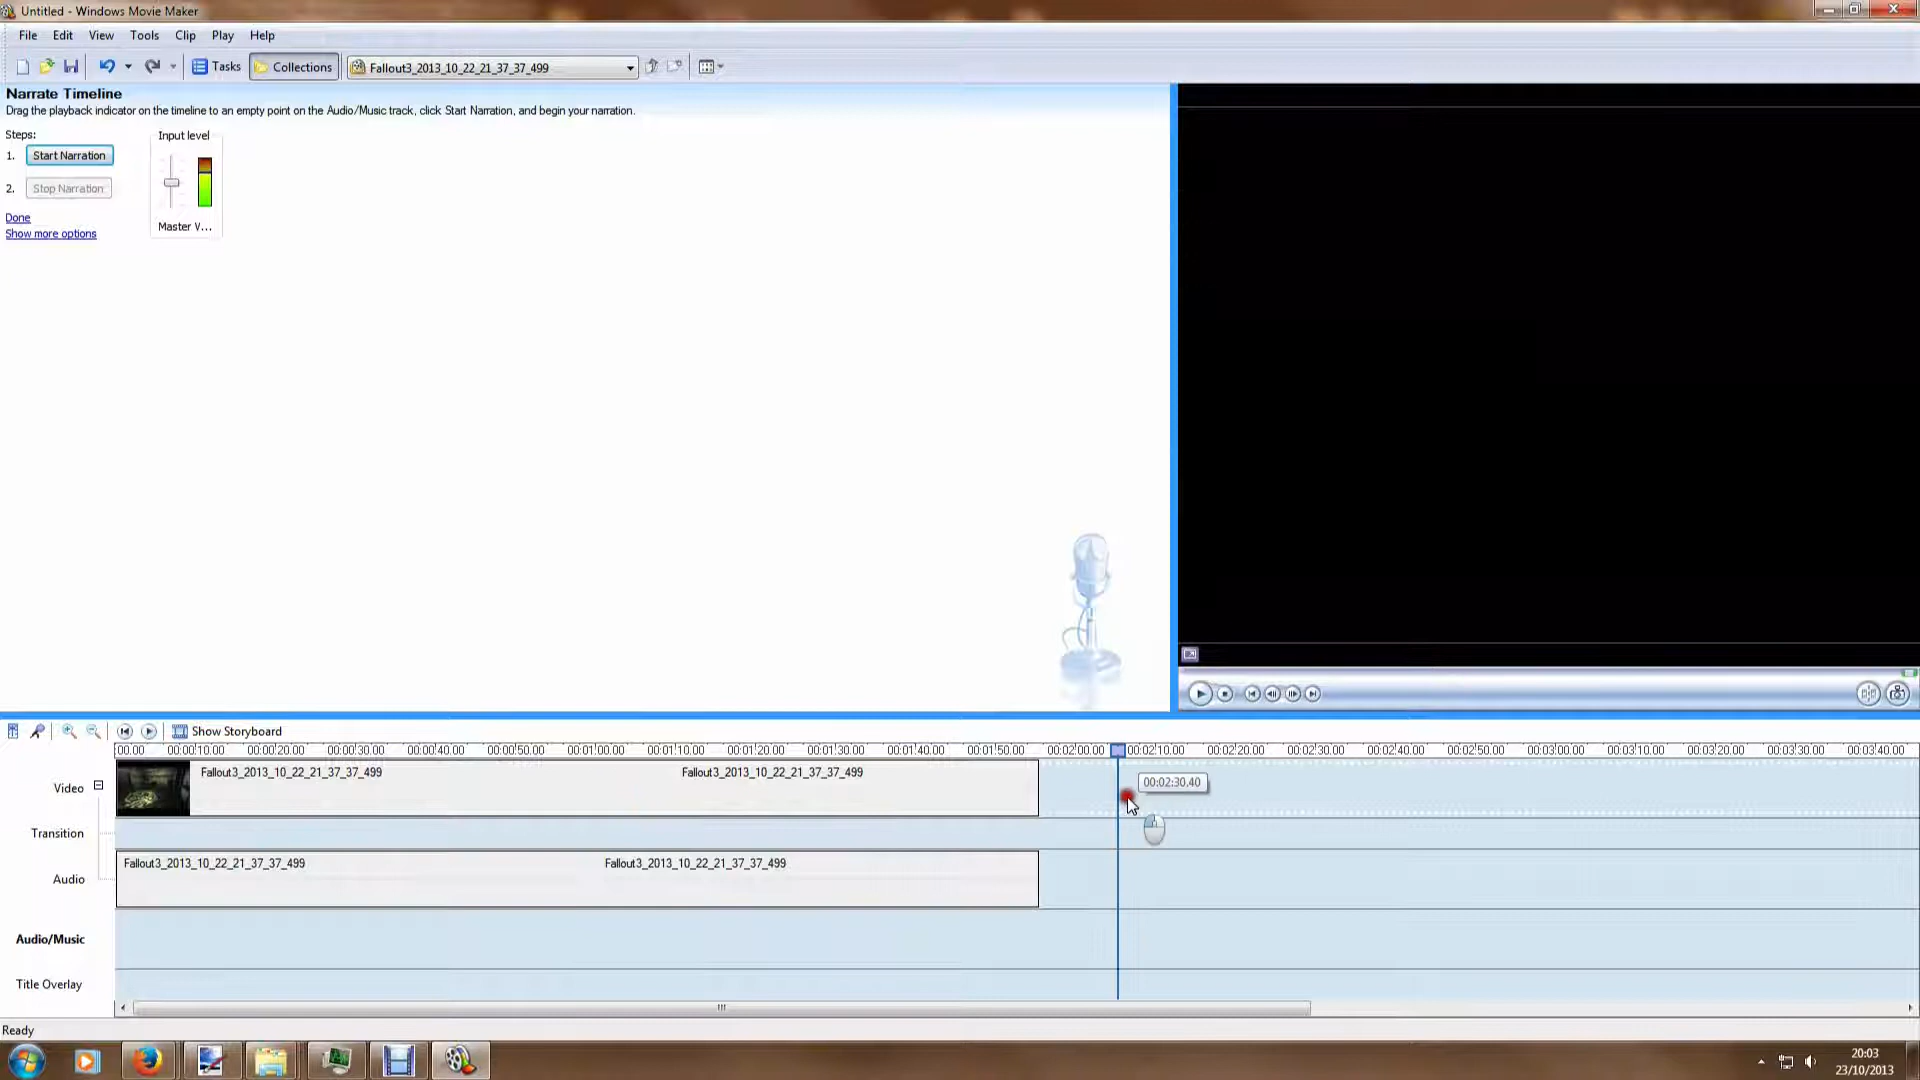 Untitled - Windows Movie Maker
File Edit View Tools Clip Play Help
Tasks Collections Fallout3_2013_10_22_21_37_37_499
Narrate Timeline
Drag the playback indicator on the timeline to an empty point on the Audio/Music track, click Start Narration, and begin your narration.
Steps: Input level
1. Start Narration
2. Stop Narration
Done Master V...
Show more options
Show Storyboard
00.00 00:00:10.00 00:00:20.00 00:00:30.00 00:00:40.00 00:00:50.00 00:01:00.00 00:01:10.00 00:01:20.00 00:01:30.00 00:01:40.00 00:01:50.00 00:02:00.00 00:02:10.00 00:02:20.00 00:02:30.00 00:02:40.00 00:02:50.00 00:03:00.00 00:03:10.00 00:03:20.00 00:03:30.00 00:03:40.00
Video Fallout3_2013_10_22_21_37_37_499 Fallout3_2013_10_22_21_37_37_499 00:02:30.40
Transition
Audio Fallout3_2013_10_22_21_37_37_499 Fallout3_2013_10_22_21_37_37_499
Audio/Music
Title Overlay
Ready
20:03
23/10/2013